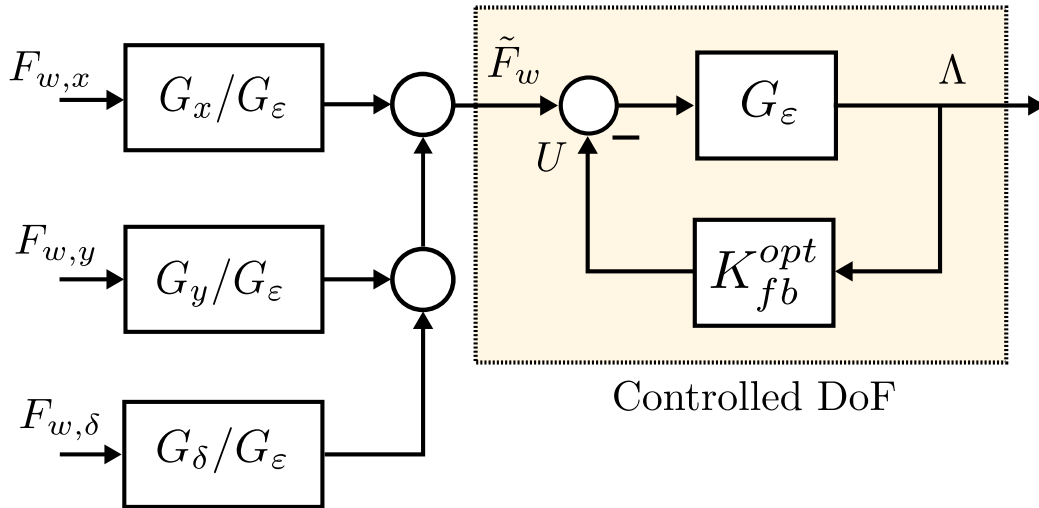 F_{w,x}
G_x/G_ε
F̃_w
G_ε
Λ
U
−
F_{w,y}
G_y/G_ε
K_{fb}^{opt}
Controlled DoF
F_{w,δ}
G_δ/G_ε